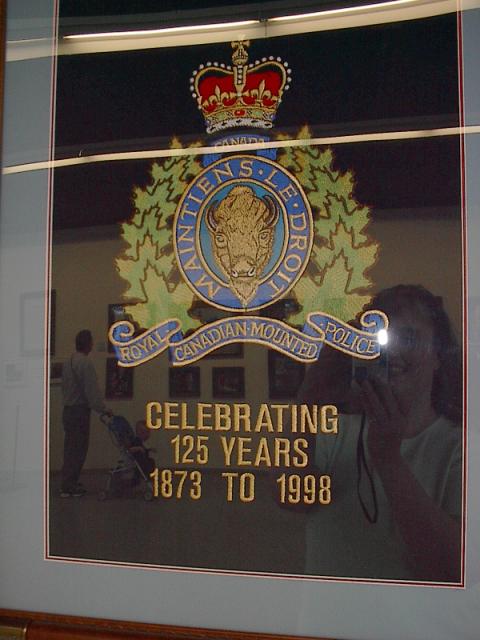 CANADA
MAINTIENS · LE · DROIT
ROYAL CANADIAN · MOUNTED POLICE
CELEBRATING
125 YEARS
1873 TO 1998